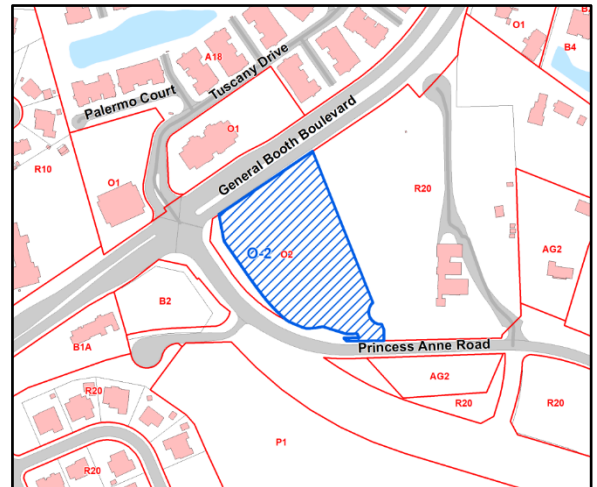 O1
B
B4
A18
Tuscany Drive
Palermo Court
O1
General Booth Boulevard
R10
O1
R20
AG2
O-2
O2
B2
Princess Anne Road
B1A
AG2
R20
R20
R20
P1
R20